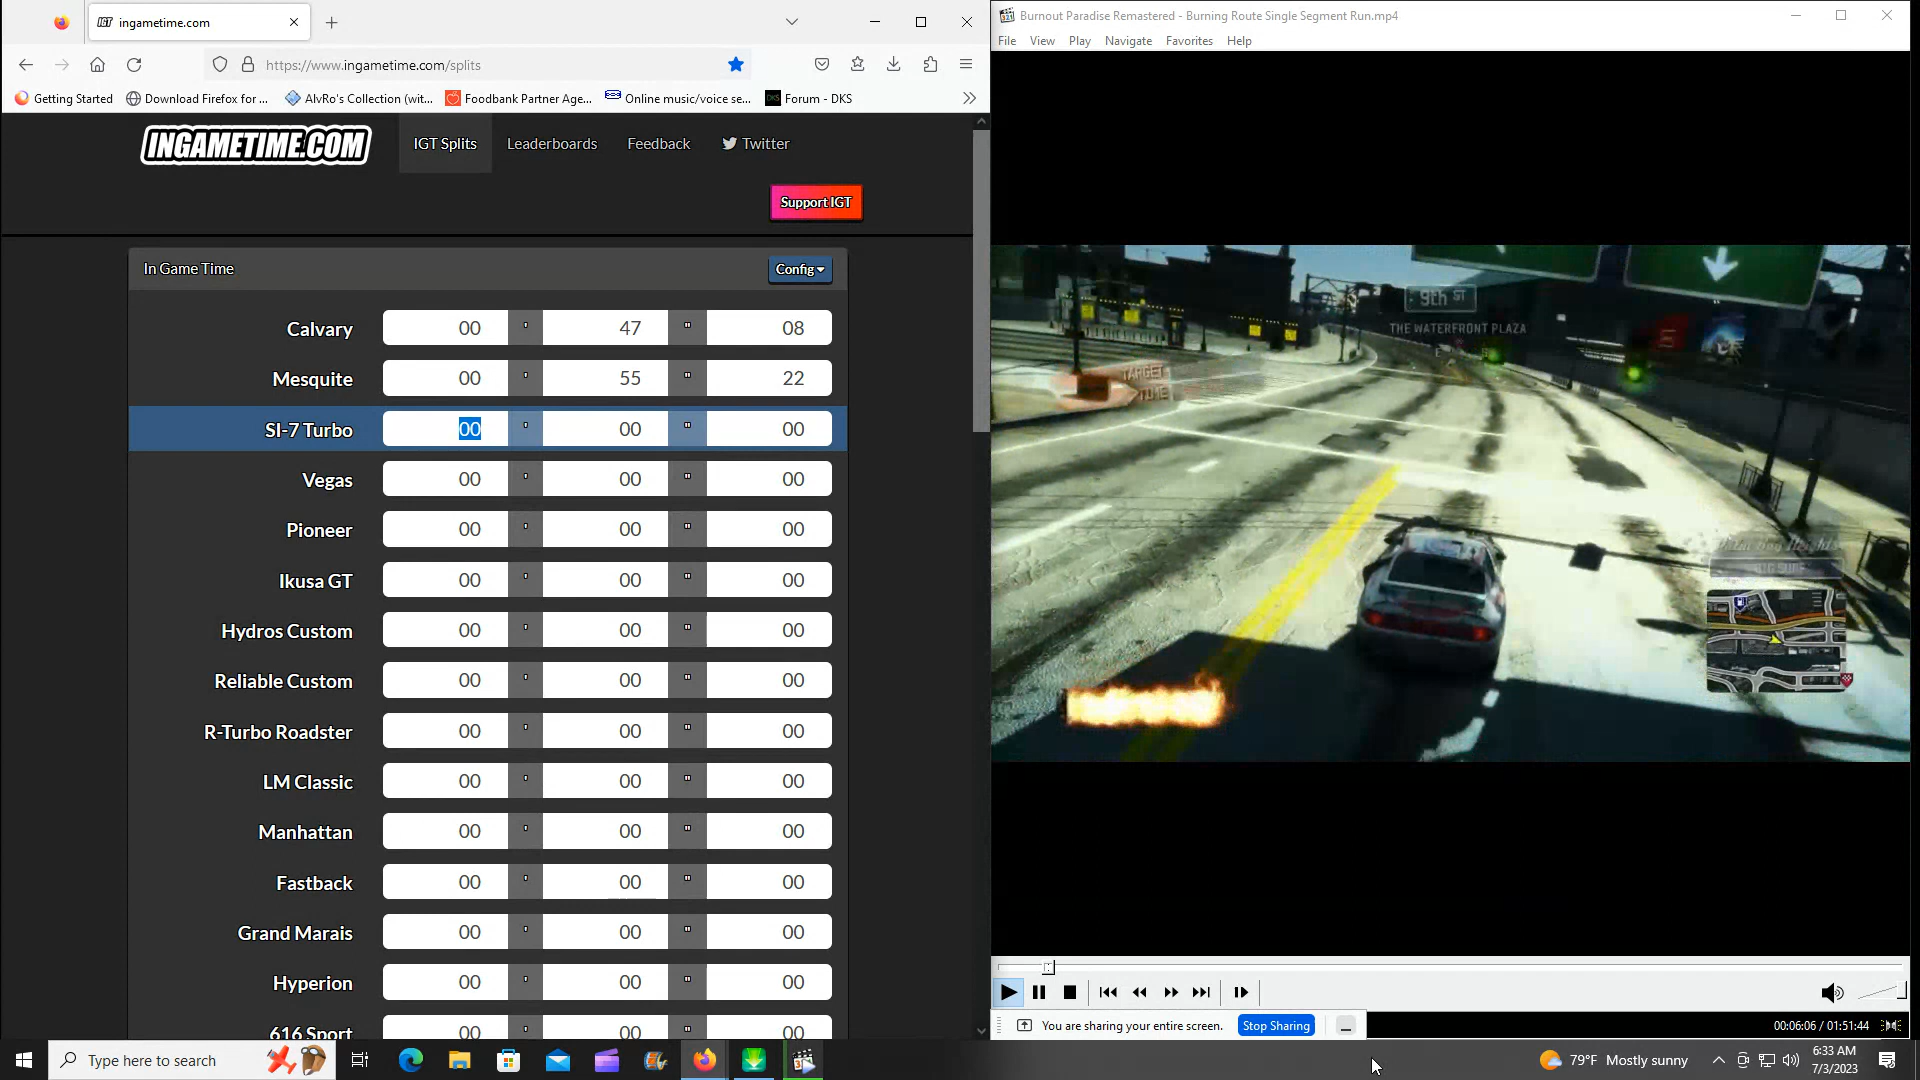 ingametime.com
https://www.ingametime.com/splits
Getting Started
Download Firefox for ...
AlvRo's Collection (wit...
Foodbank Partner Age...
Online music/voice se...
Forum - DKS
INGAMETIME.COM
IGT Splits
Leaderboards
Feedback
Twitter
Support IGT
In Game Time
Config
Calvary 00 ' 47 " 08
Mesquite 00 ' 55 " 22
SI-7 Turbo 00 ' 00 " 00
Vegas 00 ' 00 " 00
Pioneer 00 ' 00 " 00
Ikusa GT 00 ' 00 " 00
Hydros Custom 00 ' 00 " 00
Reliable Custom 00 ' 00 " 00
R-Turbo Roadster 00 ' 00 " 00
LM Classic 00 ' 00 " 00
Manhattan 00 ' 00 " 00
Fastback 00 ' 00 " 00
Grand Marais 00 ' 00 " 00
Hyperion 00 ' 00 " 00
616 Sport 00 ' 00 " 00
Burnout Paradise Remastered - Burning Route Single Segment Run.mp4
File View Play Navigate Favorites Help
9th ST
THE WATERFRONT PLAZA
TARGET
TIME
Palm Bay Heights
BIG SURF
You are sharing your entire screen.
Stop Sharing
00:06:06 / 01:51:44
Type here to search
79°F Mostly sunny
6:33 AM
7/3/2023